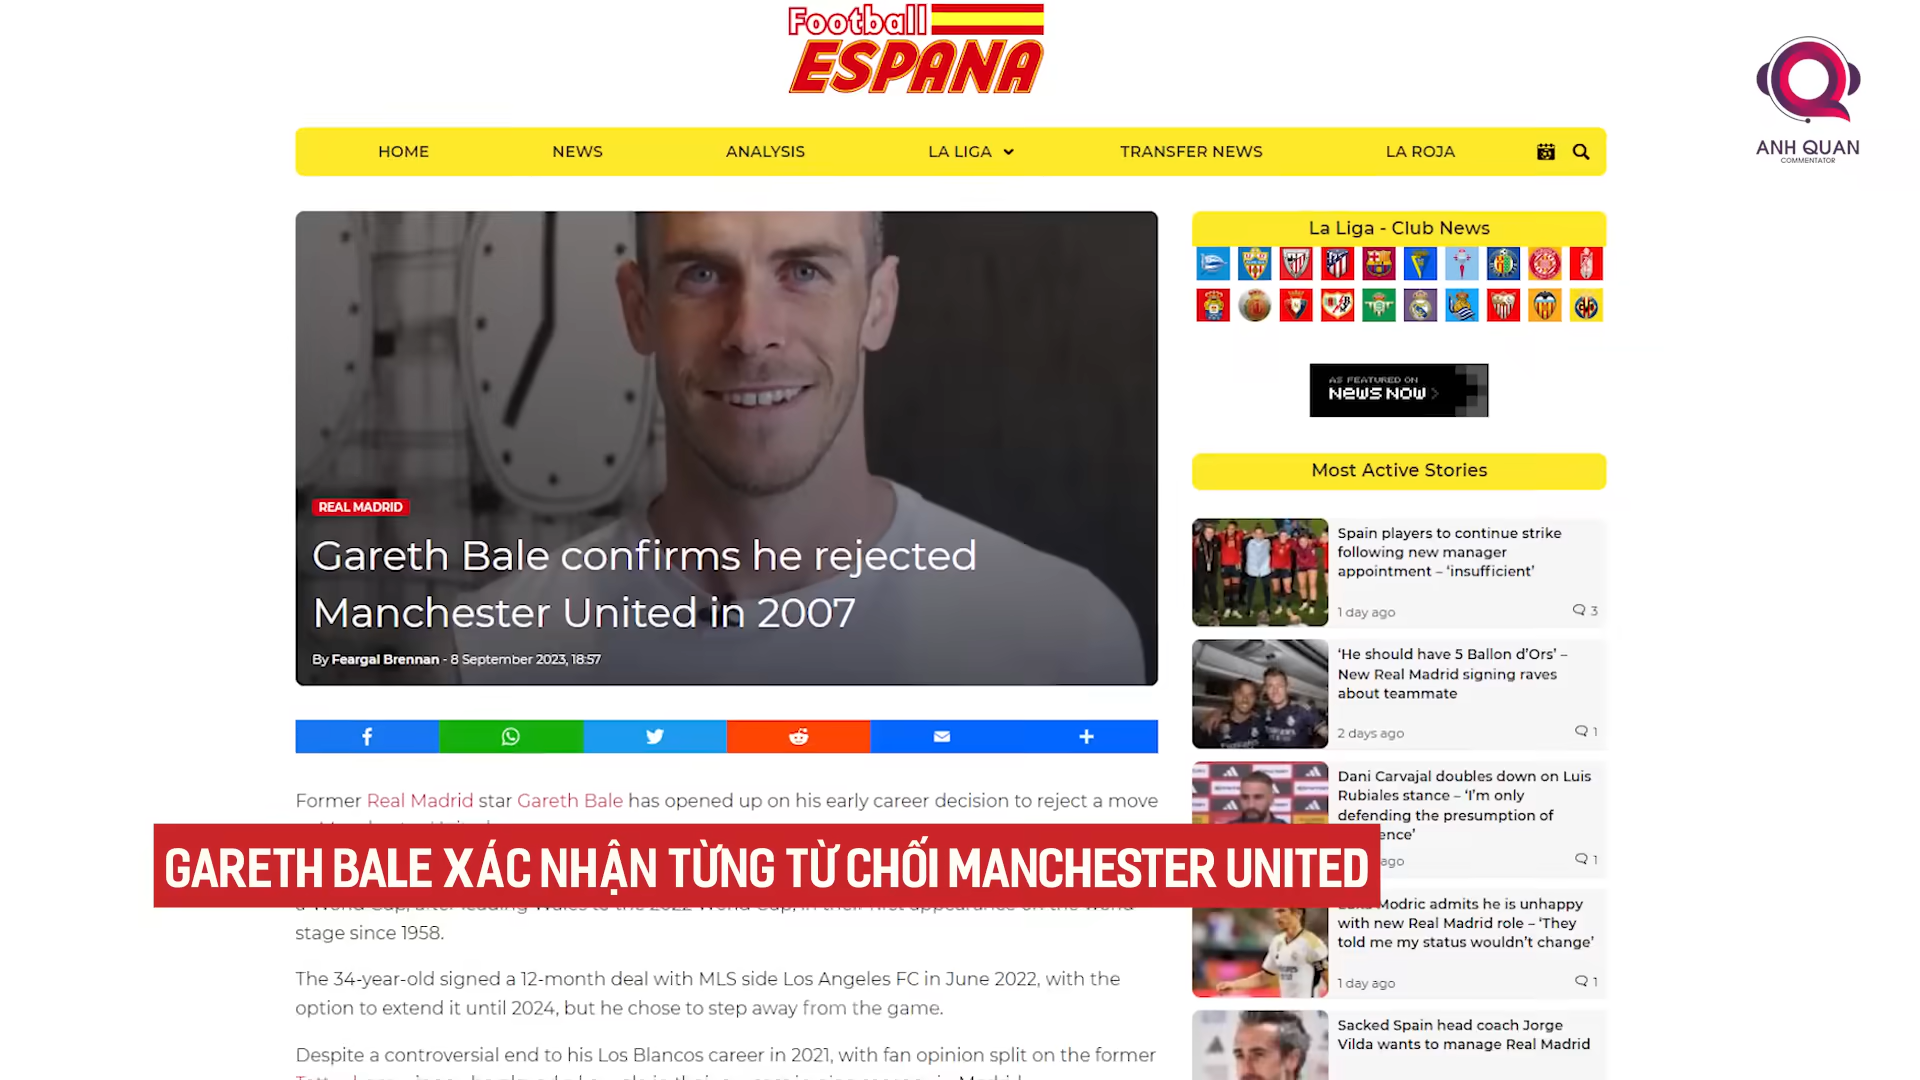 Football
ESPANA
ANH QUAN
COMMENTATOR
HOME NEWS ANALYSIS LA LIGA TRANSFER NEWS LA ROJA
REAL MADRID
Gareth Bale confirms he rejected
Manchester United in 2007
By Feargal Brennan - 8 September 2023, 18:57
Former Real Madrid star Gareth Bale has opened up on his early career decision to reject a move
GARETH BALE XÁC NHẬN TỪNG TỪ CHỐI MANCHESTER UNITED
stage since 1958.
The 34-year-old signed a 12-month deal with MLS side Los Angeles FC in June 2022, with the
option to extend it until 2024, but he chose to step away from the game.
Despite a controversial end to his Los Blancos career in 2021, with fan opinion split on the former
La Liga - Club News
AS FEATURED ON
NEWS NOW
Most Active Stories
Spain players to continue strike
following new manager
appointment – ‘insufficient’
1 day ago 3
‘He should have 5 Ballon d’Ors’ –
New Real Madrid signing raves
about teammate
2 days ago 1
Dani Carvajal doubles down on Luis
Rubiales stance – ‘I’m only
defending the presumption of
ago 1
Modric admits he is unhappy
with new Real Madrid role – ‘They
told me my status wouldn’t change’
1 day ago 1
Sacked Spain head coach Jorge
Vilda wants to manage Real Madrid